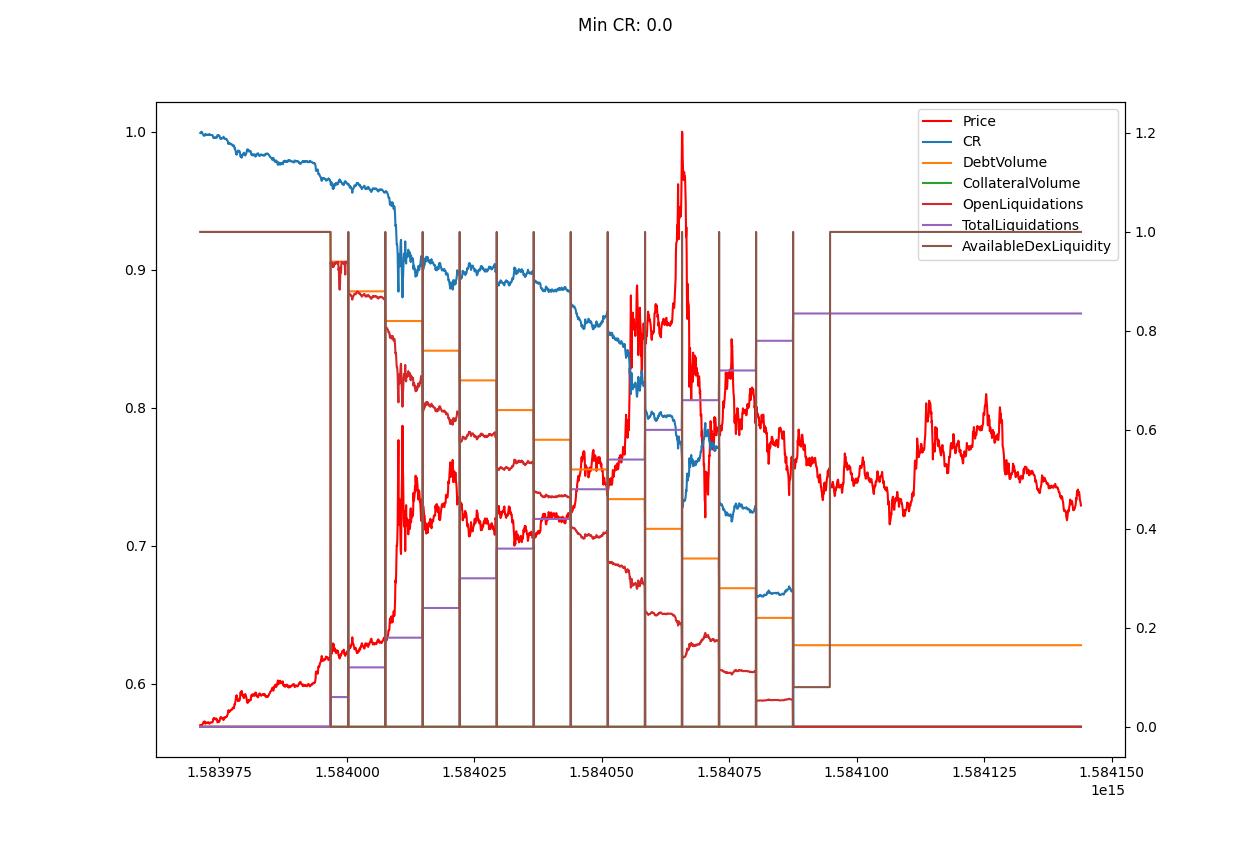 Min CR: 0.0
1.0
0.9
0.8
0.7
0.6
1.2
1.0
0.8
0.6
0.4
0.2
0.0
Price
CR
DebtVolume
CollateralVolume
OpenLiquidations
TotalLiquidations
AvailableDexLiquidity
1.583975 1.584000 1.584025 1.584050 1.584075 1.584100 1.584125 1.584150
1e15